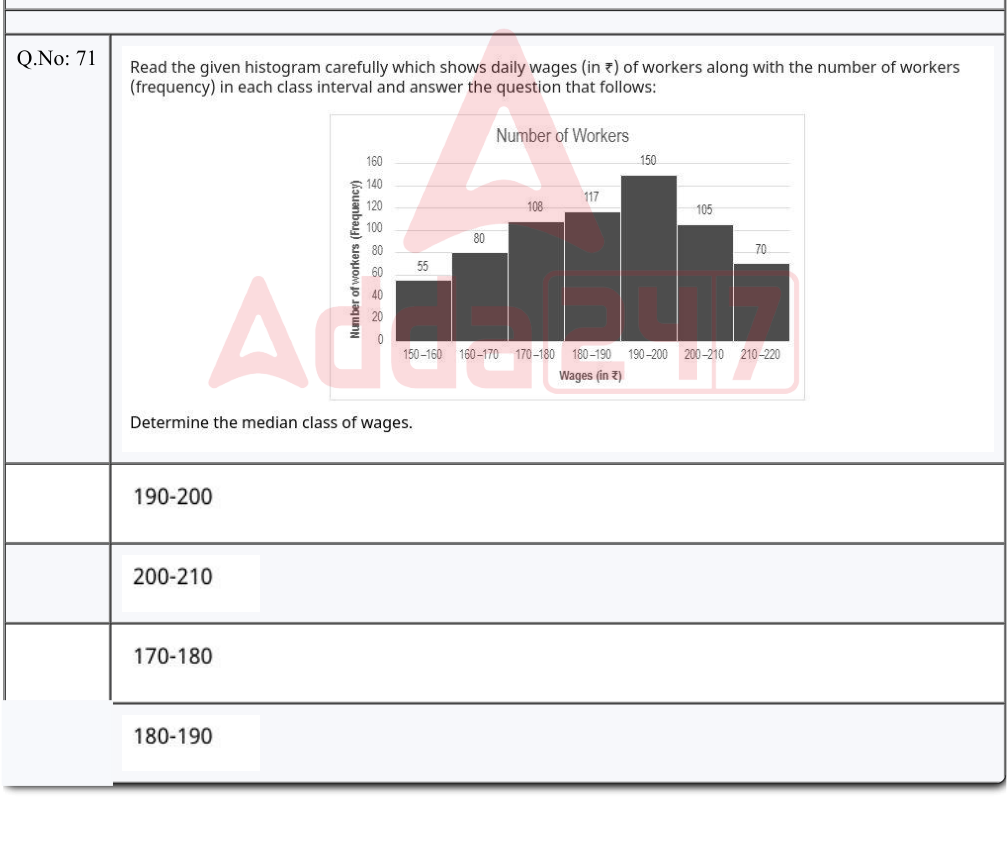 Q.No: 71
Read the given histogram carefully which shows daily wages (in ₹) of workers along with the number of workers
(frequency) in each class interval and answer the question that follows:
Number of Workers
Number of workers (Frequency)
160
140
120
100
80
60
40
20
0
55
80
108
117
150
105
70
150–160 160–170 170–180 180–190 190–200 200–210 210–220
Wages (in ₹)
Adda247
Determine the median class of wages.
190-200
200-210
170-180
180-190